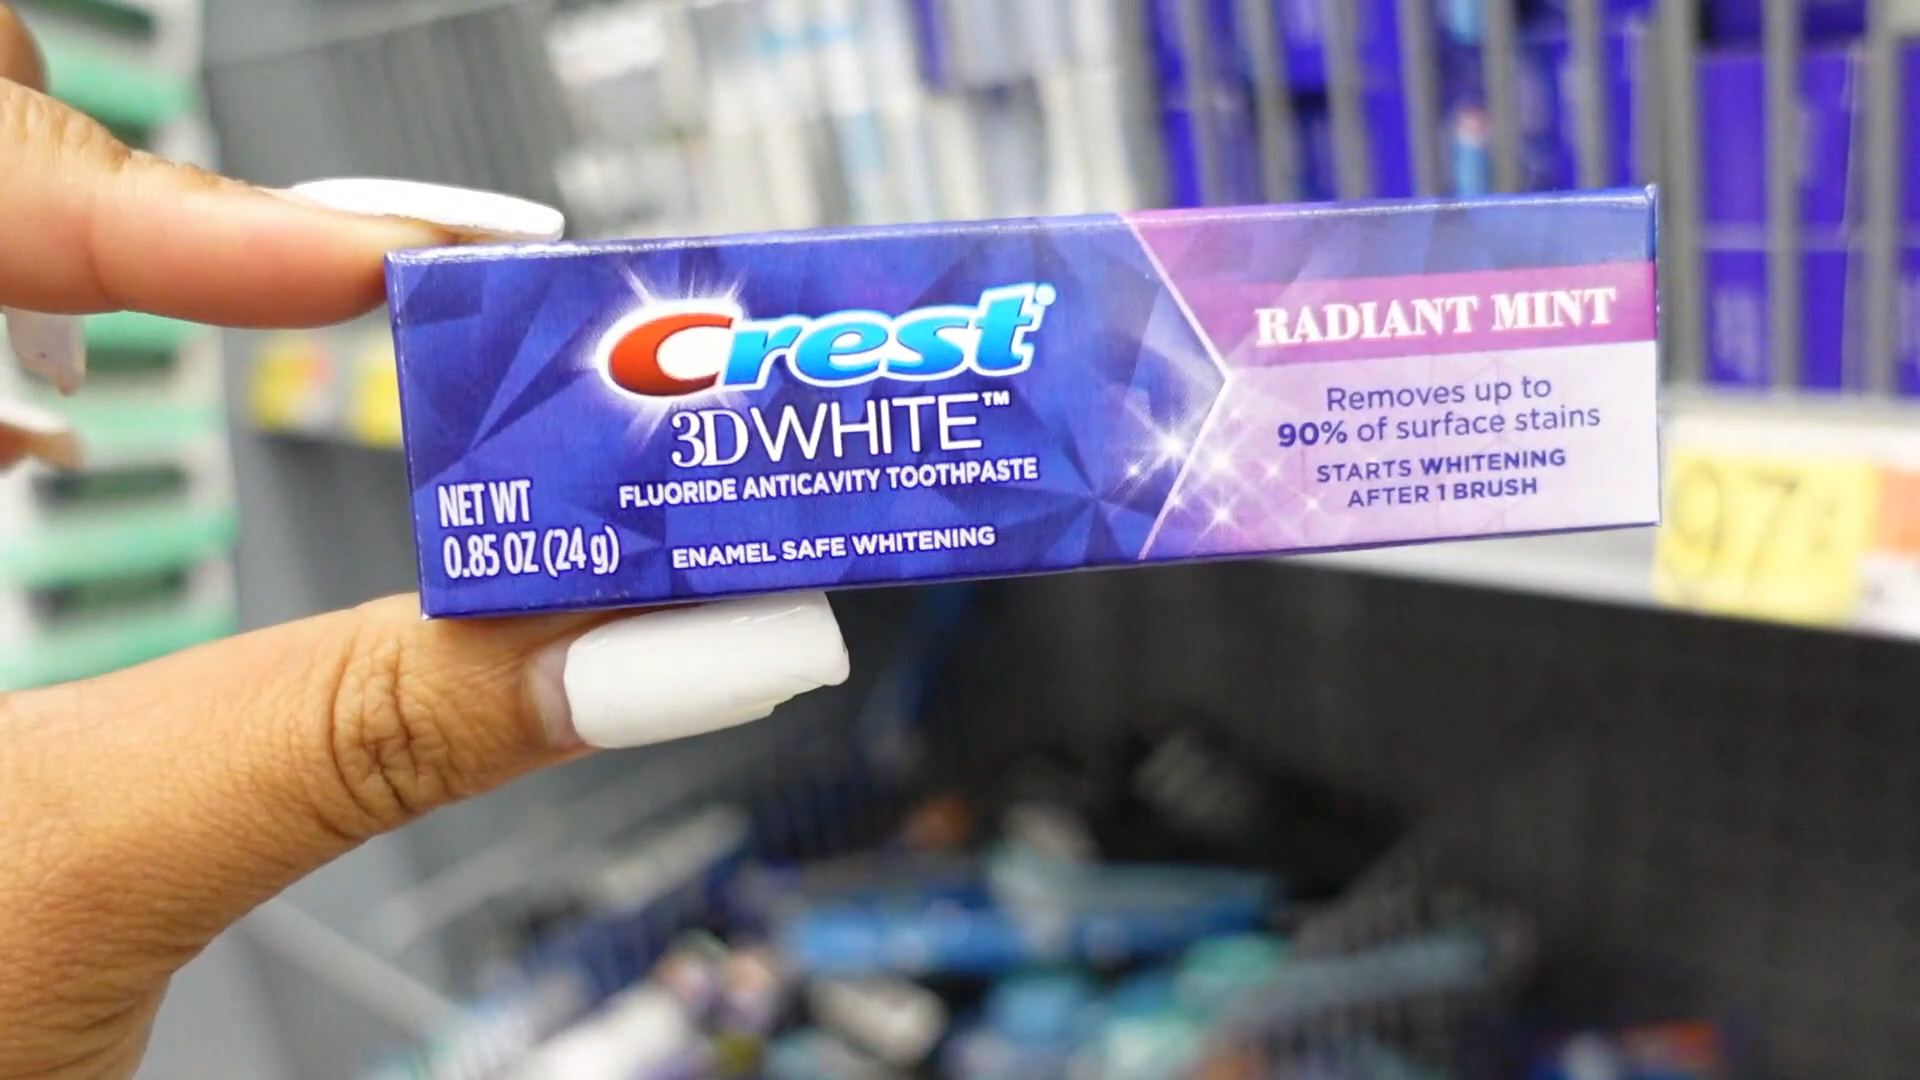 Crest®
3D WHITE™
FLUORIDE ANTICAVITY TOOTHPASTE
NET WT
0.85 OZ (24 g)
ENAMEL SAFE WHITENING
RADIANT MINT
Removes up to
90% of surface stains
STARTS WHITENING
AFTER 1 BRUSH
97